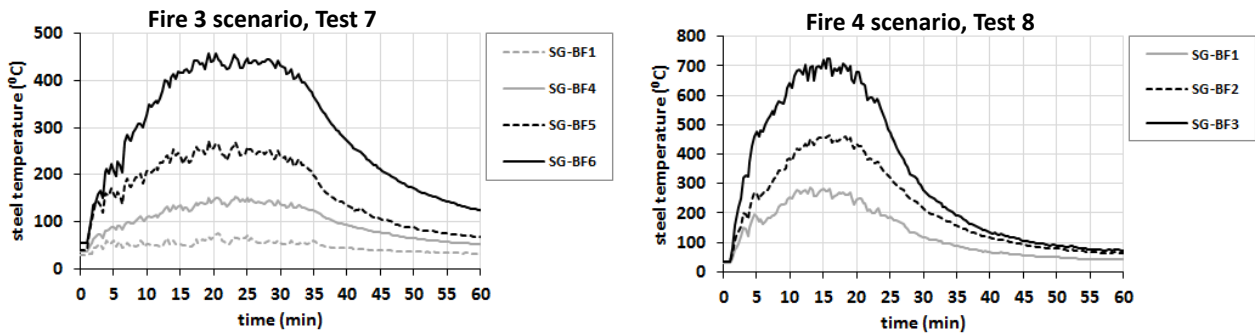 Fire 3 scenario, Test 7
500
400
300
200
100
0
steel temperature (⁰C)
0 5 10 15 20 25 30 35 40 45 50 55 60
time (min)
SG-BF1
SG-BF4
SG-BF5
SG-BF6
Fire 4 scenario, Test 8
800
700
600
500
400
300
200
100
0
steel temperature (⁰C)
0 5 10 15 20 25 30 35 40 45 50 55 60
time (min)
SG-BF1
SG-BF2
SG-BF3